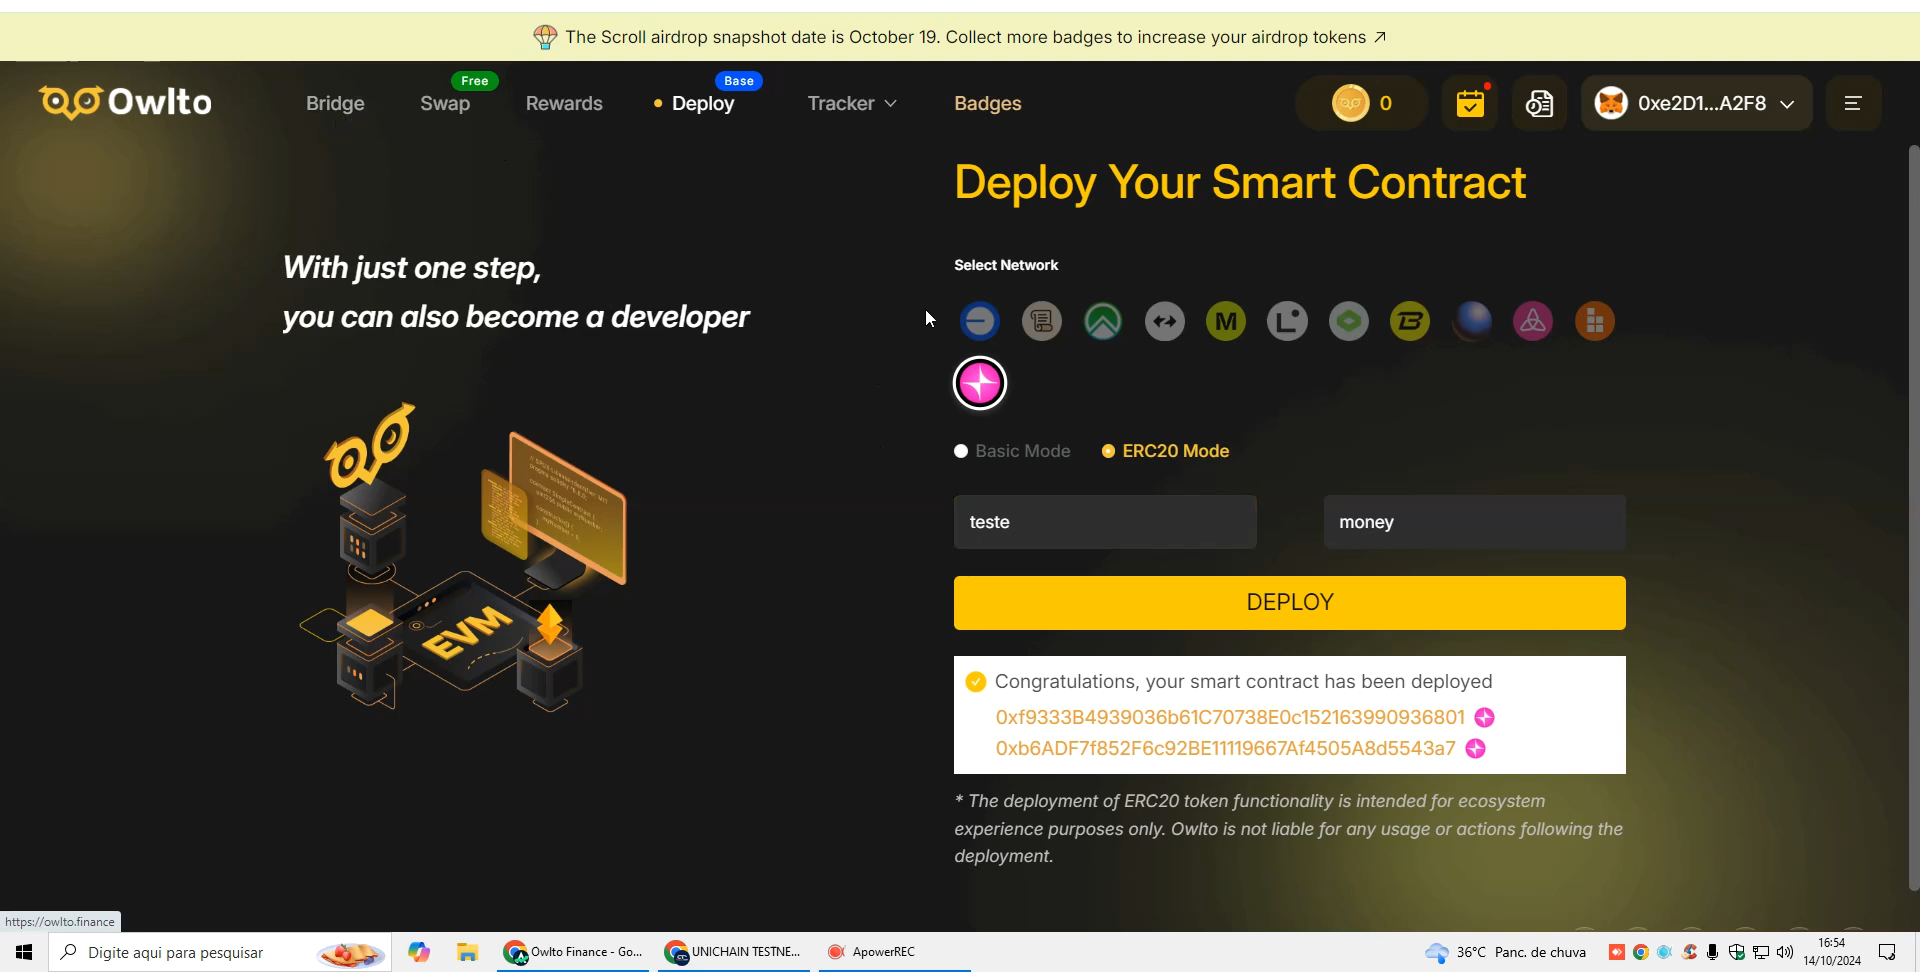 The Scroll airdrop snapshot date is October 19. Collect more badges to increase your airdrop tokens ↗
Owlto
Bridge
Swap
Free
Rewards
Deploy
Base
Tracker
Badges
0
0xe2D1...A2F8
Deploy Your Smart Contract
With just one step,
you can also become a developer
Select Network
Basic Mode
ERC20 Mode
teste
money
DEPLOY
EVM
Congratulations, your smart contract has been deployed
0xf9333B4939036b61C70738E0c152163990936801
0xb6ADF7f852F6c92BE11119667Af4505A8d5543a7
* The deployment of ERC20 token functionality is intended for ecosystem
experience purposes only. Owlto is not liable for any usage or actions following the
deployment.
https://owlto.finance
Digite aqui para pesquisar
Owlto Finance - Go...
UNICHAIN TESTNE...
ApowerREC
36°C Panc. de chuva
16:54
14/10/2024